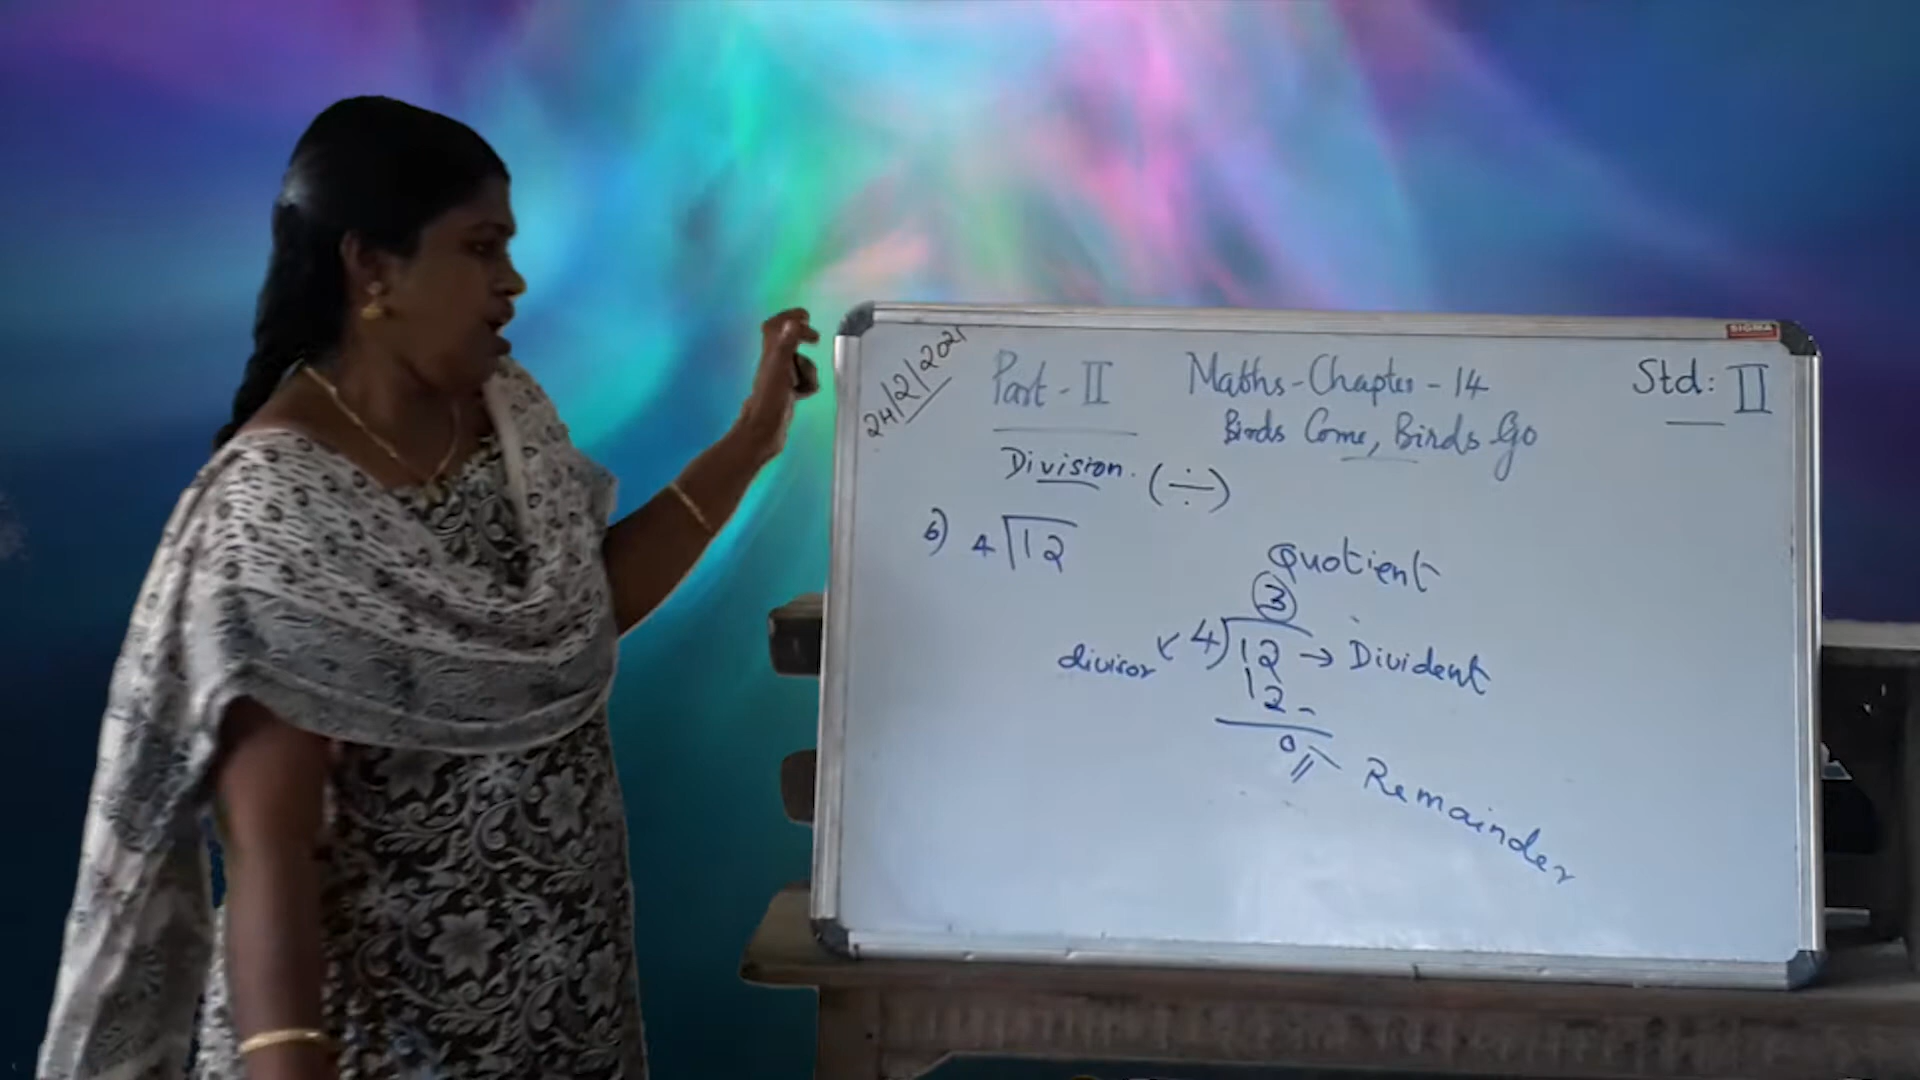 SIGMA
24/2/2021
Part - II Maths - Chapter - 14 Std: II
Birds Come, Birds Go
Division. (÷)
6) 4 12
Quotient
3
divisor 4) 12 → Divident
12 -
0
Remainder